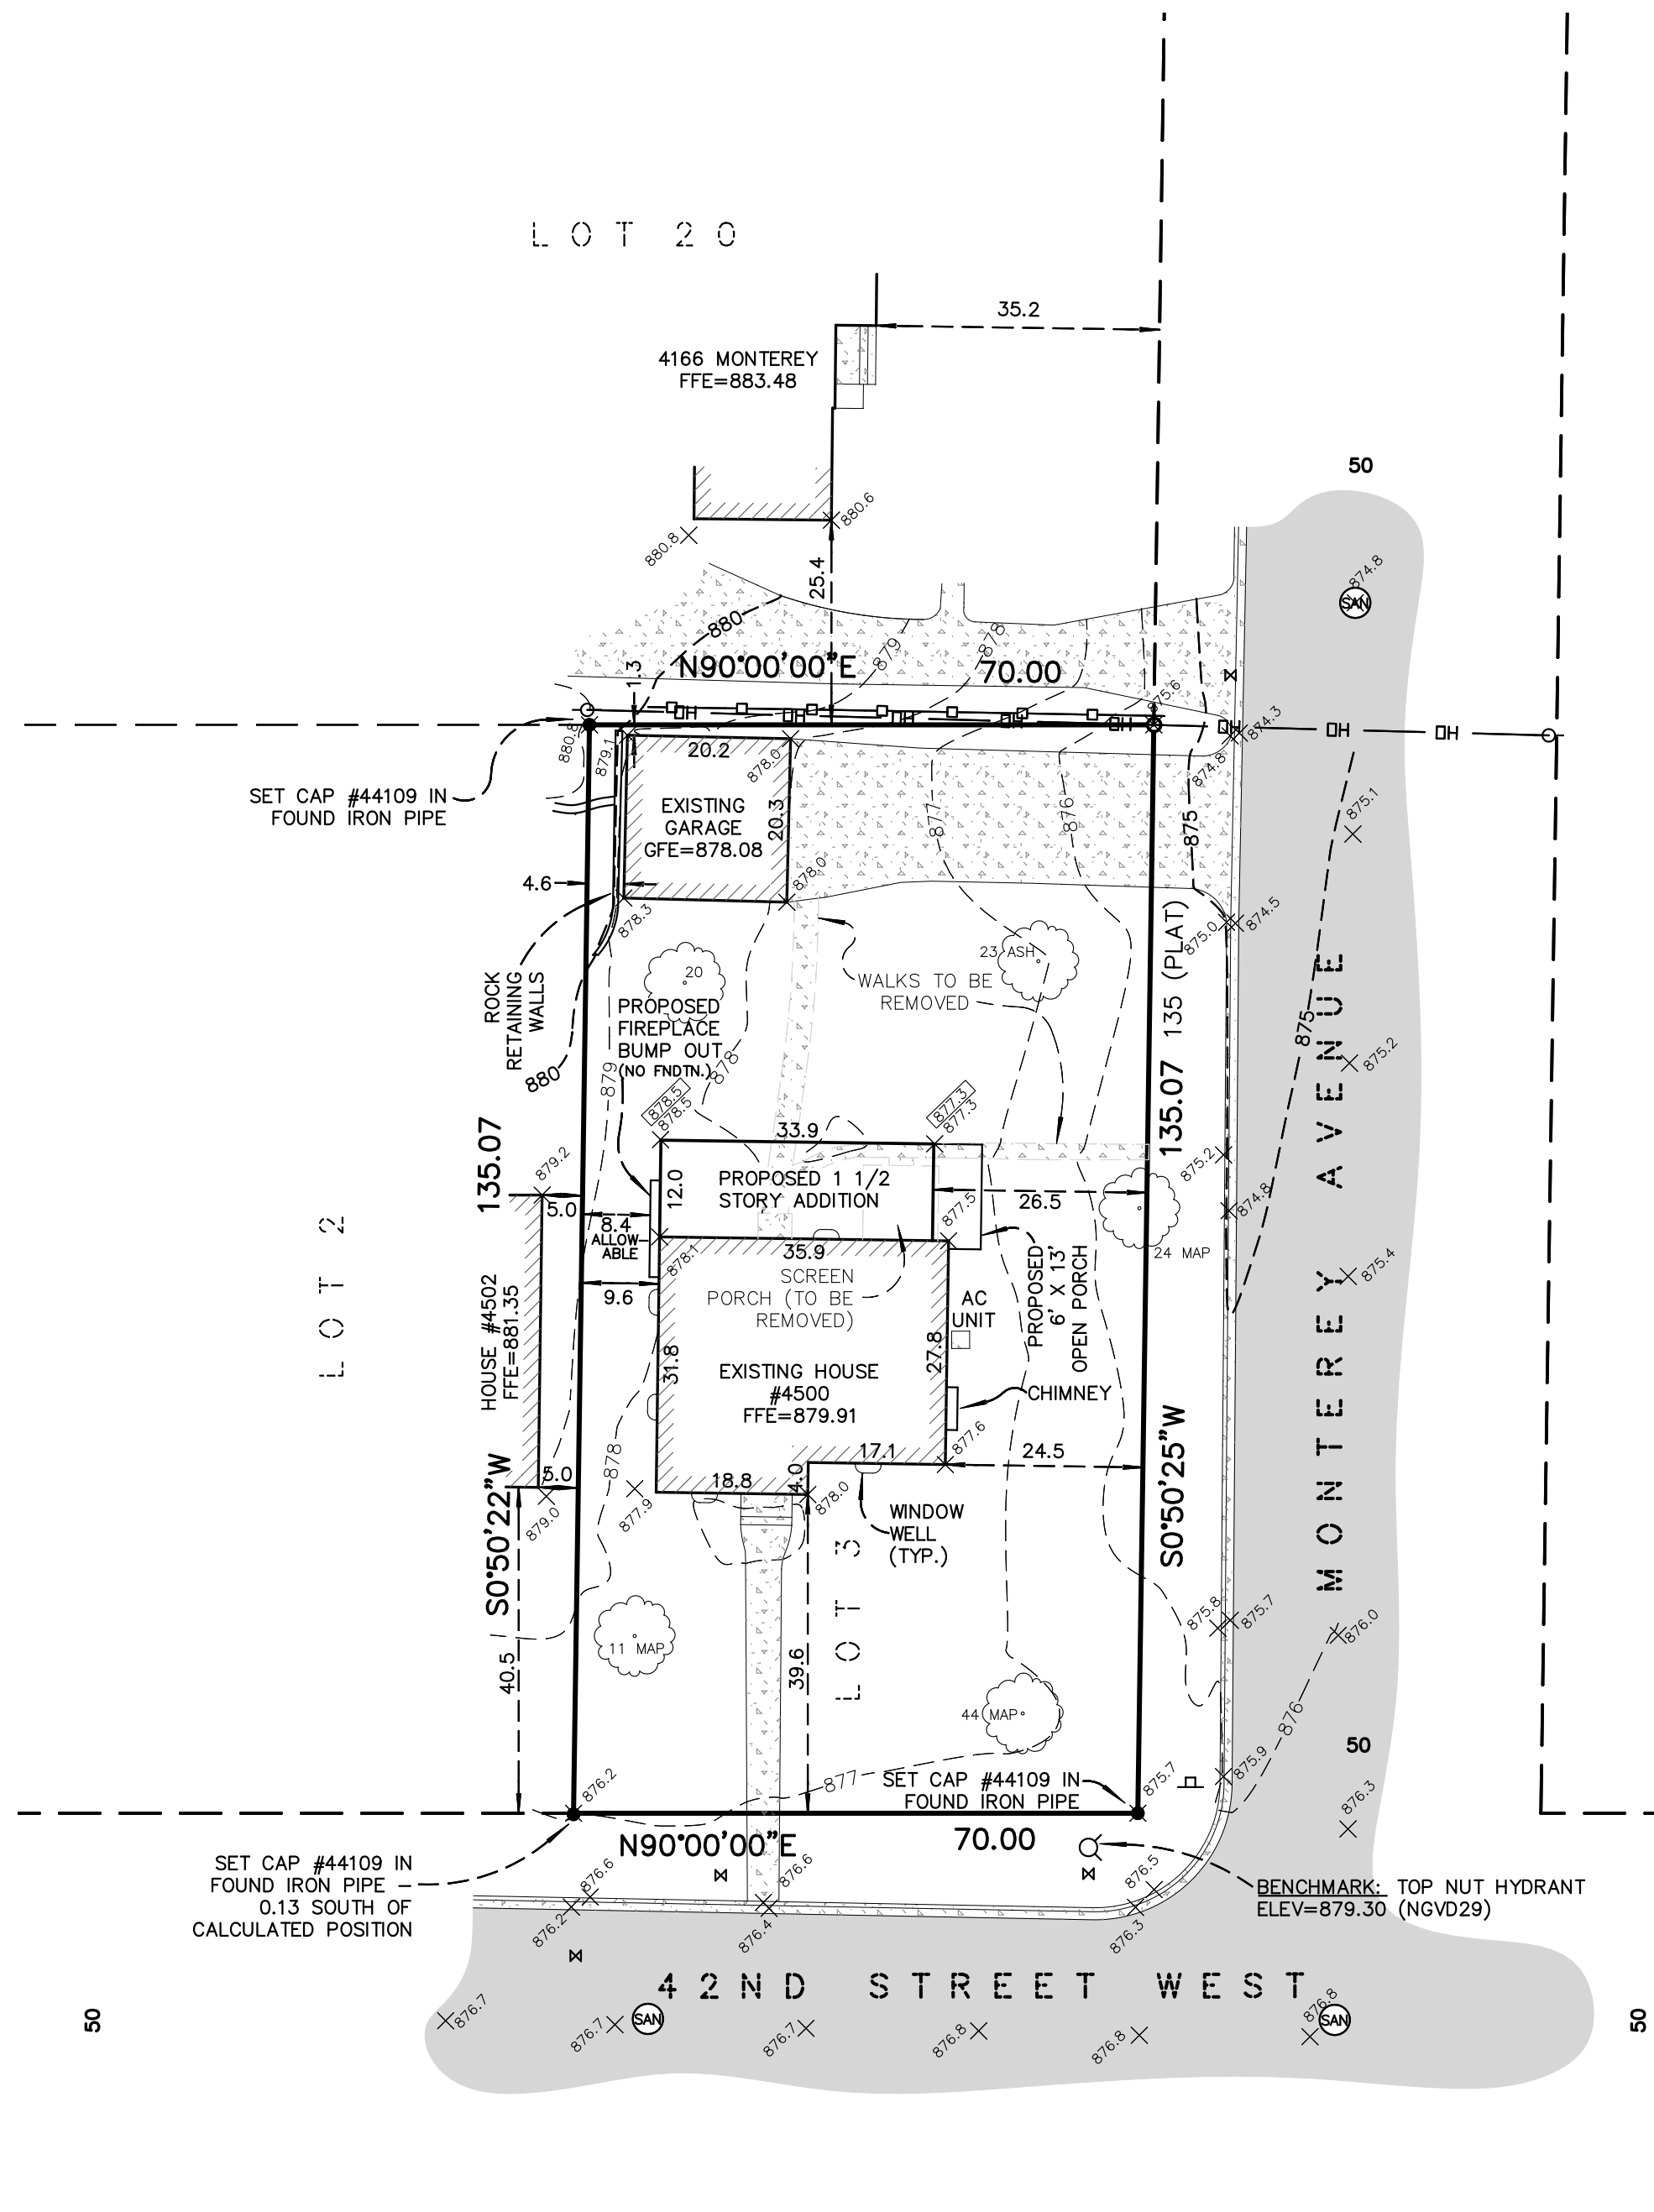 LOT 20
35.2
4166 MONTEREY
FFE=883.48
50
880.6
880.8
874.8
SAN
25.4
880
879
878
N90°00'00"E
70.00
1.3
875.6
OH
OH
OH
OH
OH
OH
OH
OH
874.3
880.8
879.1
20.2
878.0
874.8
SET CAP #44109 IN
FOUND IRON PIPE
EXISTING
GARAGE
GFE=878.08
20.3
877
876
875
875.1
4.6
878.0
878.3
875.0
874.5
20
23 ASH
WALKS TO BE
REMOVED
ROCK
RETAINING
WALLS
PROPOSED
FIREPLACE
BUMP OUT
(NO FNDTN.)
878
880
879
135.07 135 (PLAT)
875
875.2
MONTEREY AVENUE
878.5
878.5
877.3
877.3
33.9
135.07
879.2
875.2
874.8
PROPOSED 1 1/2
STORY ADDITION
12.0
877.5
26.5
5.0
8.4
ALLOW-
ABLE
24 MAP
LOT 2
878.1
35.9
SCREEN
PORCH (TO BE
REMOVED)
875.4
9.6
AC
UNIT
PROPOSED
6' X 13'
OPEN PORCH
HOUSE #4502
FFE=881.35
31.8
27.8
EXISTING HOUSE
#4500
FFE=879.91
CHIMNEY
877.6
17.1
24.5
S0°50'25"W
878
5.0
18.8
4.0
878.0
877.9
879.0
WINDOW
WELL
(TYP.)
S0°50'22"W
LOT 3
11 MAP
875.8
875.7
876.0
40.5
39.6
44 MAP
876
50
877
SET CAP #44109 IN
FOUND IRON PIPE
875.7
875.9
876.2
876.3
N90°00'00"E
70.00
SET CAP #44109 IN
FOUND IRON PIPE –
0.13 SOUTH OF
CALCULATED POSITION
876.6
876.6
876.5
BENCHMARK: TOP NUT HYDRANT
ELEV=879.30 (NGVD29)
876.2
876.4
876.3
42ND STREET WEST
50
876.7
876.7
SAN
876.7
876.8
876.8
876.8
SAN
50